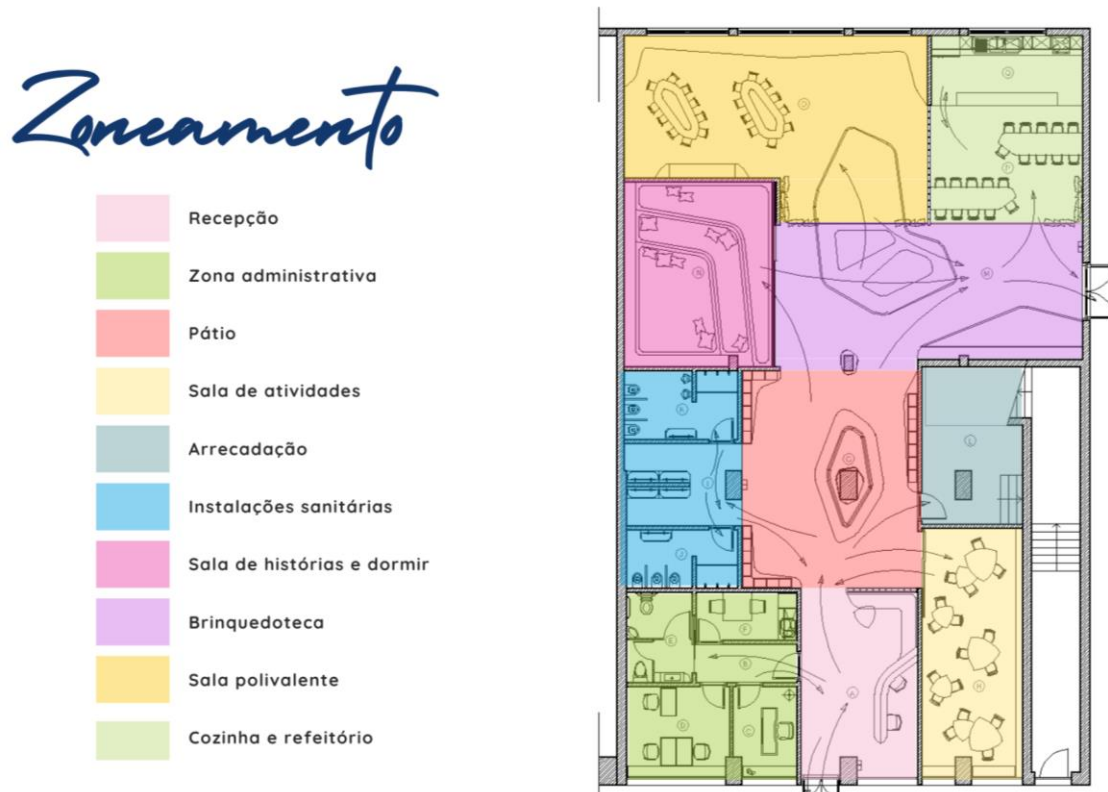 Zoneamento
Recepção
Zona administrativa
Pátio
Sala de atividades
Arrecadação
Instalações sanitárias
Sala de histórias e dormir
Brinquedoteca
Sala polivalente
Cozinha e refeitório